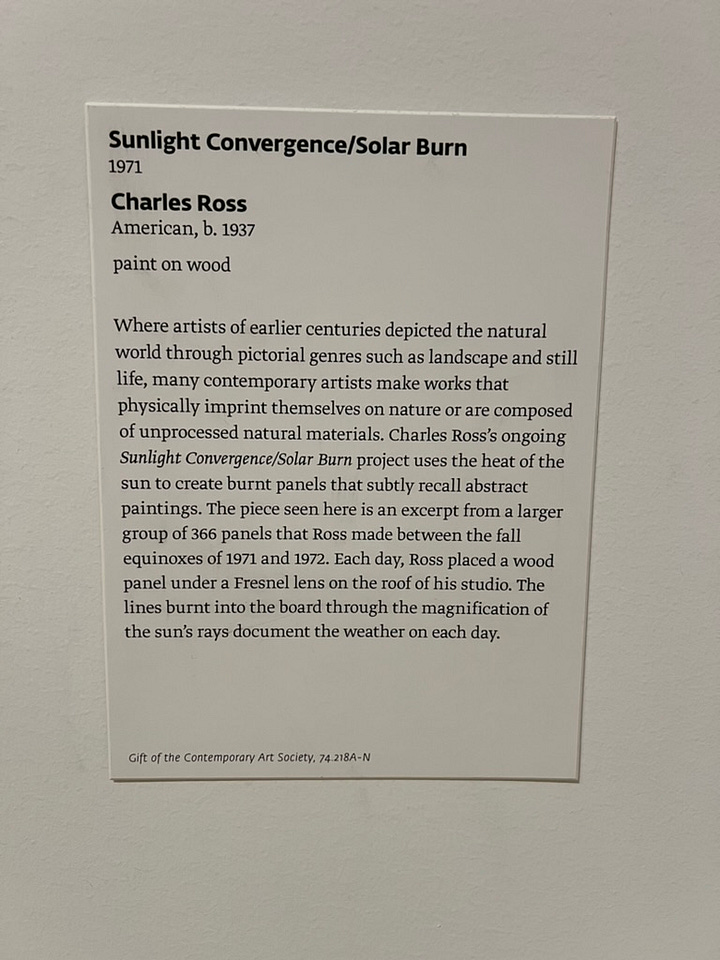 Sunlight Convergence/Solar Burn
1971
Charles Ross
American, b. 1937
paint on wood
Where artists of earlier centuries depicted the natural
world through pictorial genres such as landscape and still
life, many contemporary artists make works that
physically imprint themselves on nature or are composed
of unprocessed natural materials. Charles Ross's ongoing
Sunlight Convergence/Solar Burn project uses the heat of the
sun to create burnt panels that subtly recall abstract
paintings. The piece seen here is an excerpt from a larger
group of 366 panels that Ross made between the fall
equinoxes of 1971 and 1972. Each day, Ross placed a wood
panel under a Fresnel lens on the roof of his studio. The
lines burnt into the board through the magnification of
the sun's rays document the weather on each day.
Gift of the Contemporary Art Society, 74.218A-N